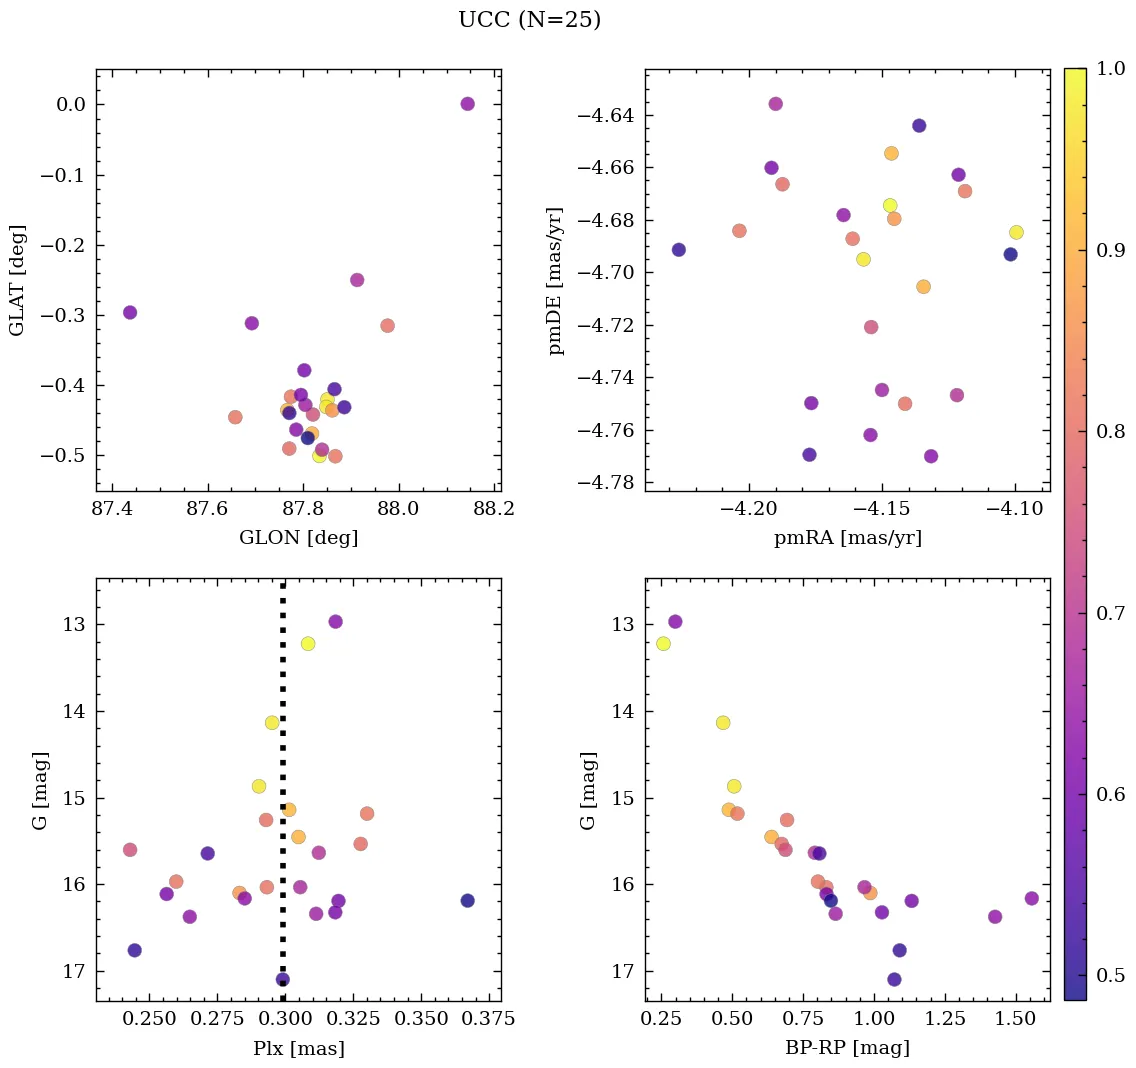 UCC (N=25)
0.0
−0.1
−0.2
−0.3
−0.4
−0.5
GLAT [deg]
87.4 87.6 87.8 88.0 88.2
GLON [deg]
−4.64
−4.66
−4.68
−4.70
−4.72
−4.74
−4.76
−4.78
pmDE [mas/yr]
−4.20 −4.15 −4.10
pmRA [mas/yr]
1.0
0.9
0.8
0.7
0.6
0.5
13
14
15
16
17
G [mag]
0.250 0.275 0.300 0.325 0.350 0.375
Plx [mas]
13
14
15
16
17
G [mag]
0.25 0.50 0.75 1.00 1.25 1.50
BP-RP [mag]